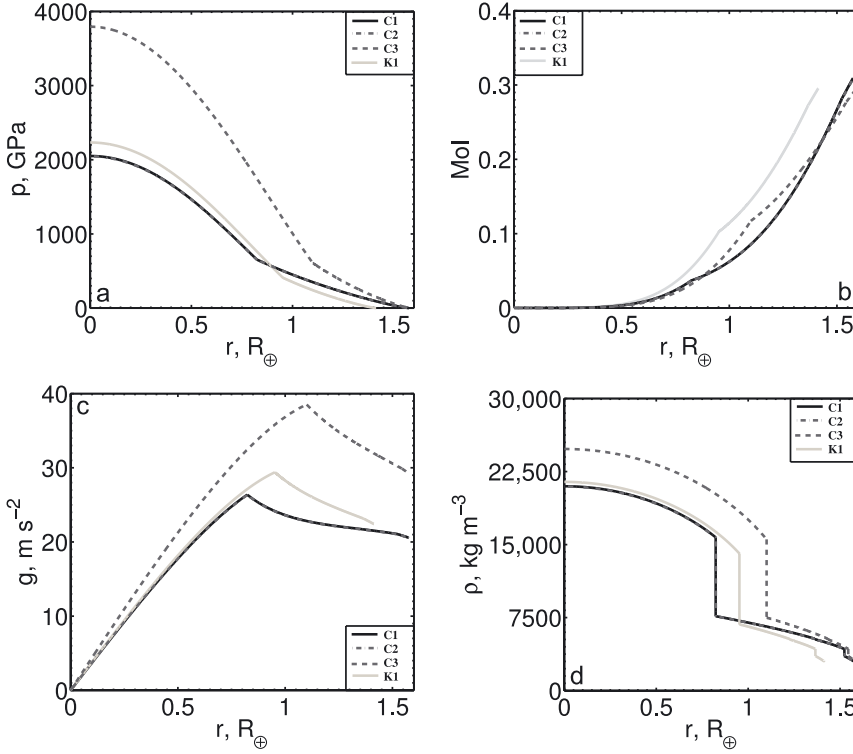 4000
3000
2000
1000
0
p, GPa
C1
C2
C3
K1
a
0
0.5
1
1.5
r, R⊕
0.4
0.3
0.2
0.1
0
MoI
C1
C2
C3
K1
b
0
0.5
1
1.5
r, R⊕
40
30
20
10
0
g, m s⁻²
c
C1
C2
C3
K1
0
0.5
1
1.5
r, R⊕
30,000
22,500
15,000
7500
0
ρ, kg m⁻³
C1
C2
C3
K1
d
0
0.5
1
1.5
r, R⊕